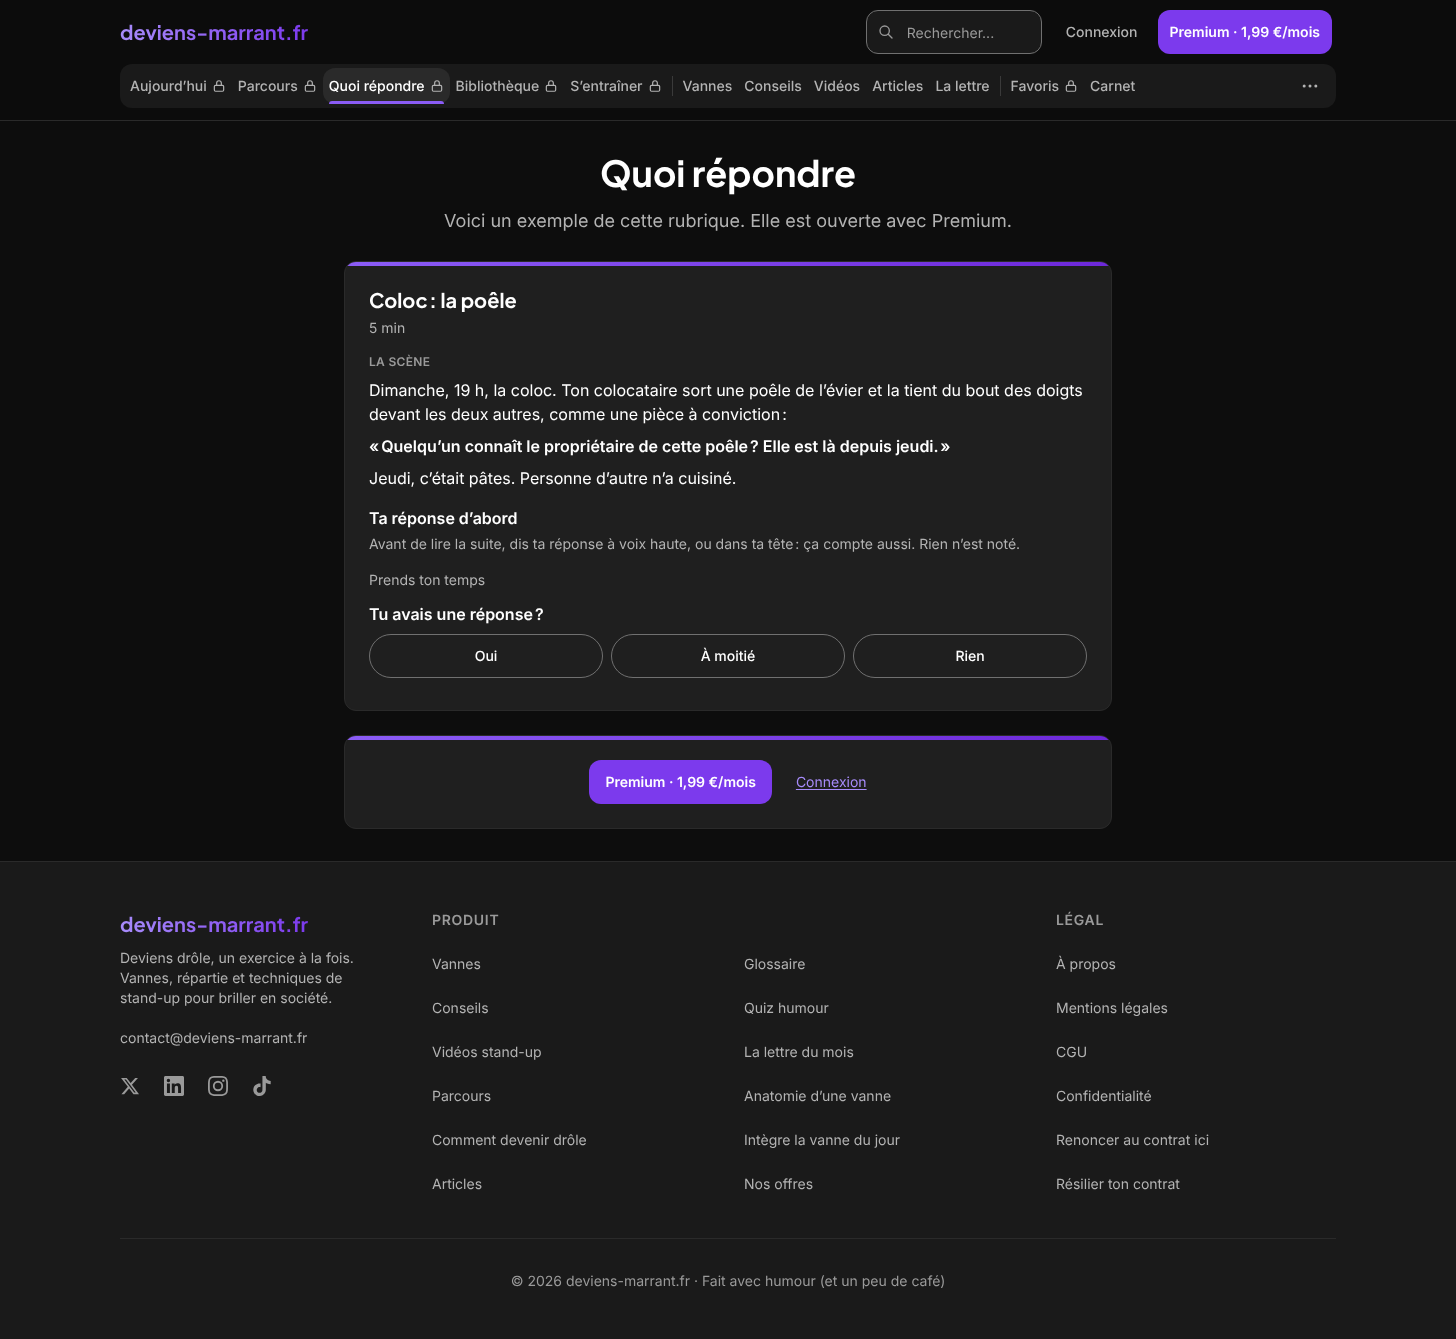 deviens-marrant.fr
Rechercher...
Connexion
Premium · 1,99 €/mois
Aujourd’hui
Parcours
Quoi répondre
Bibliothèque
S’entraîner
Vannes
Conseils
Vidéos
Articles
La lettre
Favoris
Carnet
Quoi répondre
Voici un exemple de cette rubrique. Elle est ouverte avec Premium.
Coloc : la poêle
5 min
LA SCÈNE
Dimanche, 19 h, la coloc. Ton colocataire sort une poêle de l’évier et la tient du bout des doigts
devant les deux autres, comme une pièce à conviction :
« Quelqu’un connaît le propriétaire de cette poêle ? Elle est là depuis jeudi. »
Jeudi, c’était pâtes. Personne d’autre n’a cuisiné.
Ta réponse d’abord
Avant de lire la suite, dis ta réponse à voix haute, ou dans ta tête : ça compte aussi. Rien n’est noté.
Prends ton temps
Tu avais une réponse ?
Oui
À moitié
Rien
Premium · 1,99 €/mois
Connexion
deviens-marrant.fr
Deviens drôle, un exercice à la fois.
Vannes, répartie et techniques de
stand-up pour briller en société.
contact@deviens-marrant.fr
PRODUIT
Vannes
Conseils
Vidéos stand-up
Parcours
Comment devenir drôle
Articles
Glossaire
Quiz humour
La lettre du mois
Anatomie d’une vanne
Intègre la vanne du jour
Nos offres
LÉGAL
À propos
Mentions légales
CGU
Confidentialité
Renoncer au contrat ici
Résilier ton contrat
© 2026 deviens-marrant.fr · Fait avec humour (et un peu de café)